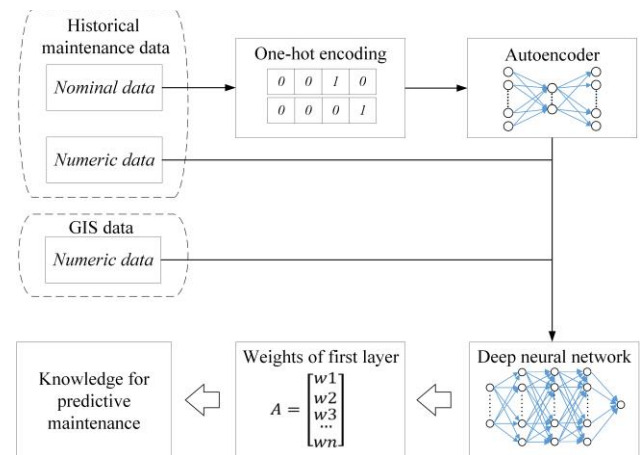 Historical
maintenance data
Nominal data
Numeric data
One-hot encoding
0 0 1 0
0 0 0 1
Autoencoder
GIS data
Numeric data
Deep neural network
Weights of first layer
A = [w1
w2
w3
...
wn]
Knowledge for
predictive
maintenance